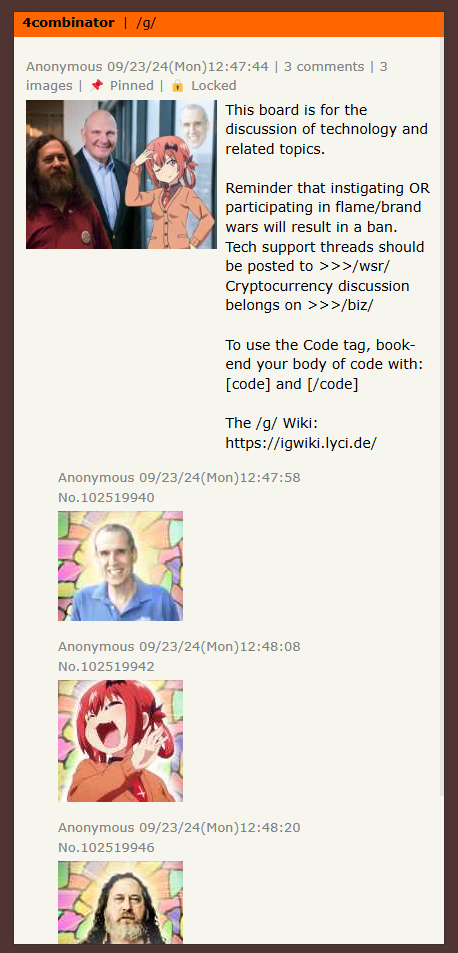 4combinator | /g/
Anonymous 09/23/24(Mon)12:47:44 | 3 comments | 3
images | 📌 Pinned | 🔒 Locked
This board is for the
discussion of technology and
related topics.
Reminder that instigating OR
participating in flame/brand
wars will result in a ban.
Tech support threads should
be posted to >>>/wsr/
Cryptocurrency discussion
belongs on >>>/biz/
To use the Code tag, book-
end your body of code with:
[code] and [/code]
The /g/ Wiki:
https://igwiki.lyci.de/
Anonymous 09/23/24(Mon)12:47:58
No.102519940
Anonymous 09/23/24(Mon)12:48:08
No.102519942
Anonymous 09/23/24(Mon)12:48:20
No.102519946